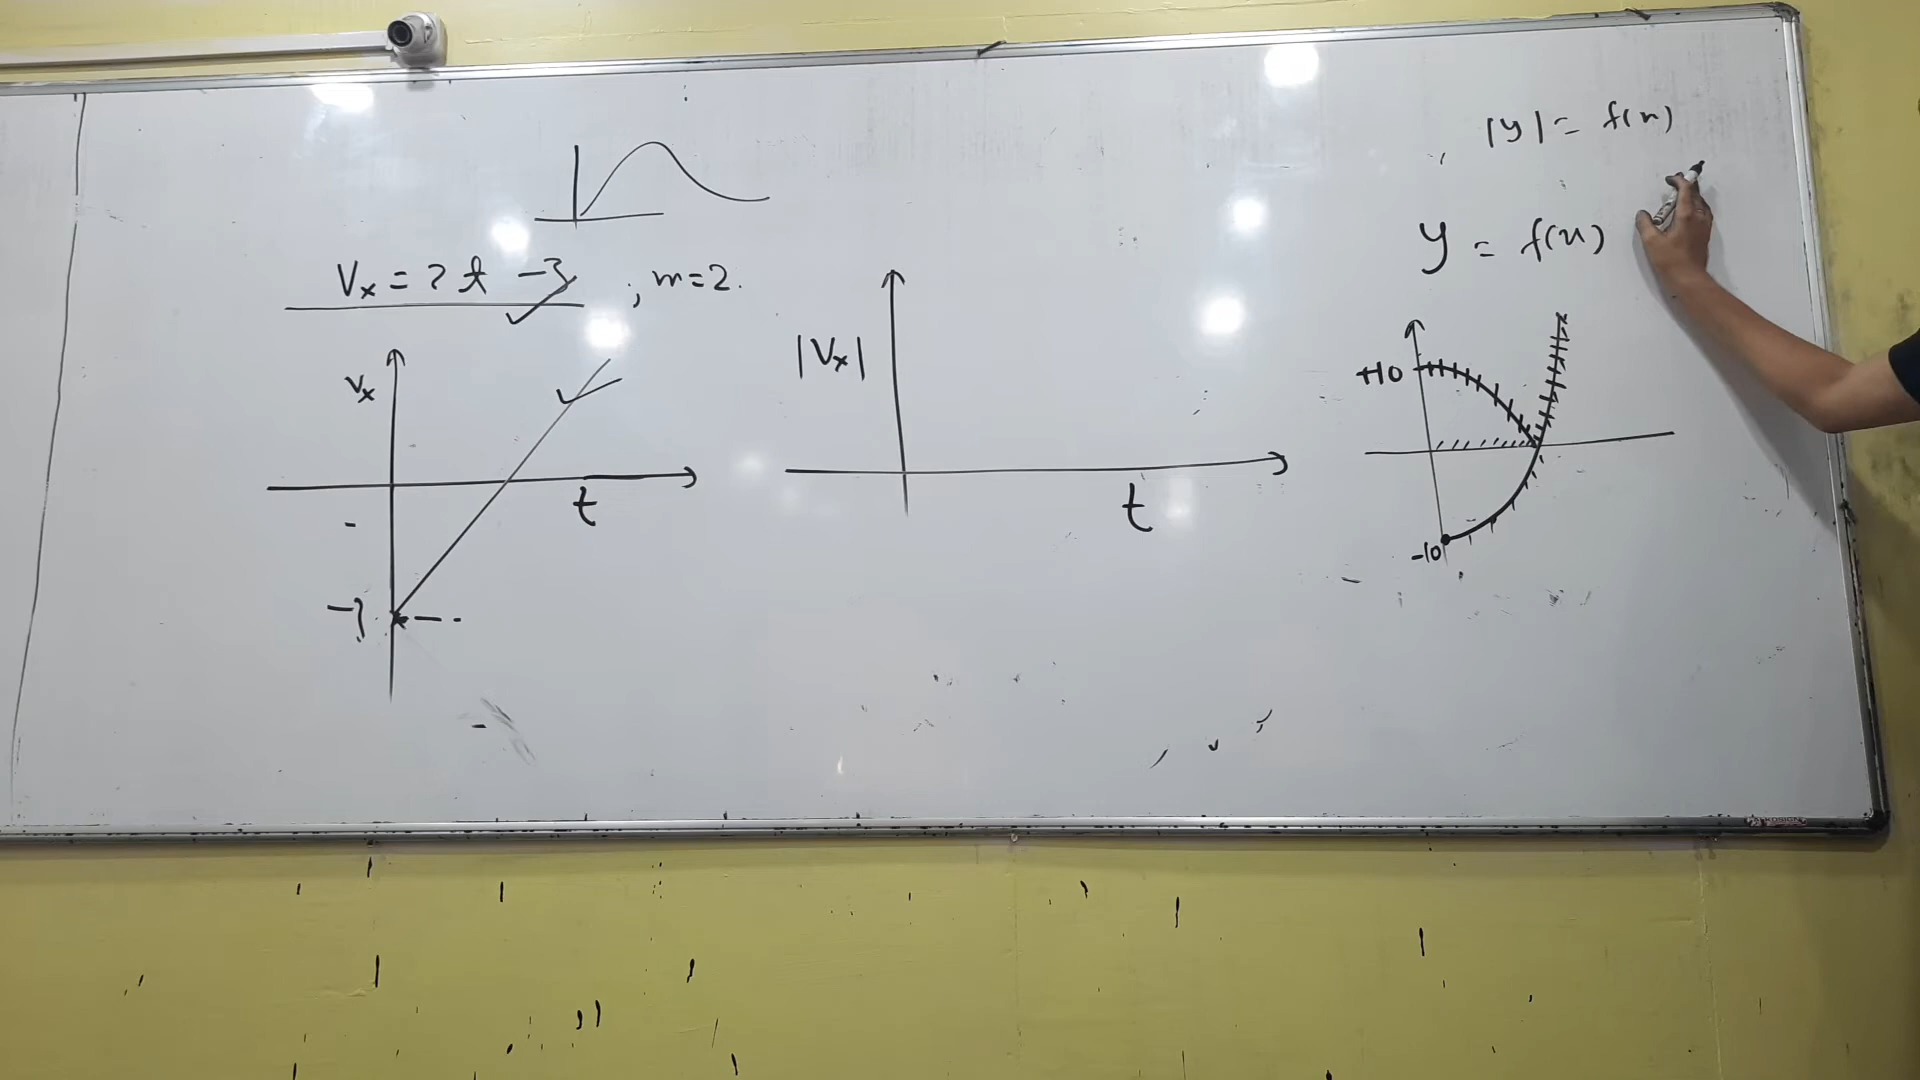 |y| = f(x)
y = f(x)
Vx = 2t -3 , m=2.
|Vx|
Vx
+10
t
t
-10
-3